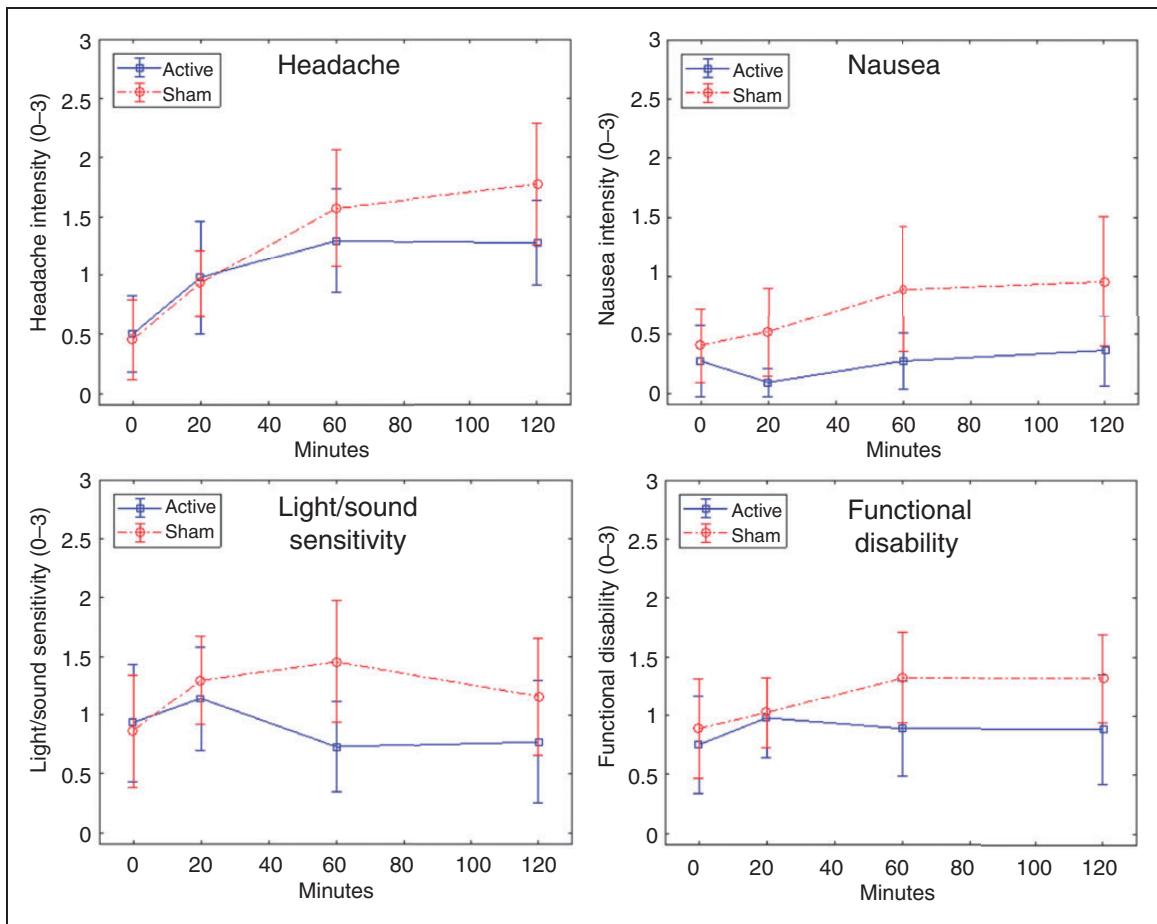 Headache
Active
Sham
Headache intensity (0–3)
3
2.5
2
1.5
1
0.5
0
0 20 40 60 80 100 120
Minutes
Nausea
Active
Sham
Nausea intensity (0–3)
3
2.5
2
1.5
1
0.5
0
0 20 40 60 80 100 120
Minutes
Light/sound
sensitivity
Active
Sham
Light/sound sensitivity (0–3)
3
2.5
2
1.5
1
0.5
0
0 20 40 60 80 100 120
Minutes
Functional
disability
Active
Sham
Functional disability (0–3)
3
2.5
2
1.5
1
0.5
0
0 20 40 60 80 100 120
Minutes